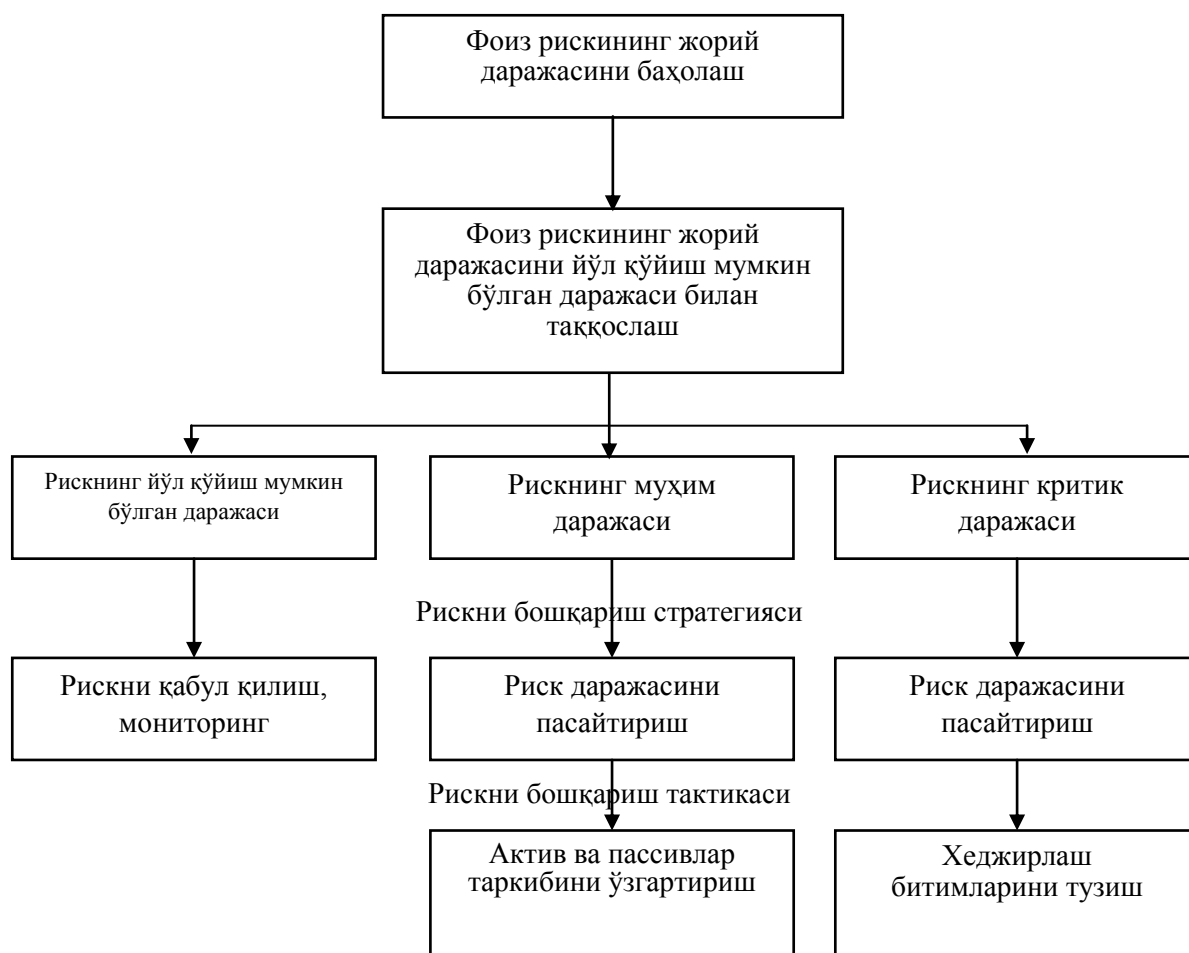 Фоиз рискининг жорий
даражасини баҳолаш
Фоиз рискининг жорий
даражасини йўл қўйиш мумкин
бўлган даражаси билан
таққослаш
Рискнинг йўл қўйиш мумкин
бўлган даражаси
Рискнинг муҳим
даражаси
Рискнинг критик
даражаси
Рискни бошқариш стратегияси
Рискни қабул қилиш,
мониторинг
Риск даражасини
пасайтириш
Риск даражасини
пасайтириш
Рискни бошқариш тактикаси
Актив ва пассивлар
таркибини ўзгартириш
Хеджирлаш
битимларини тузиш